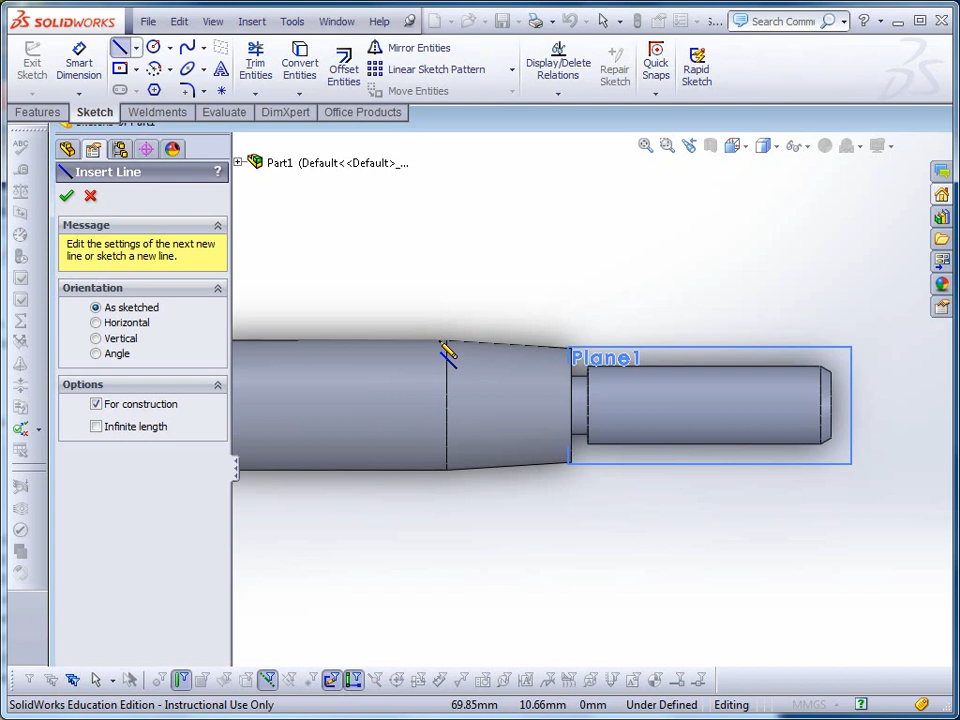 SOLIDWORKS File Edit View Insert Tools Window Help S... Search Comm
Exit Sketch
Smart Dimension
Trim Entities
Convert Entities
Offset Entities
Mirror Entities
Linear Sketch Pattern
Move Entities
Display/Delete Relations
Repair Sketch
Quick Snaps
Rapid Sketch
Features Sketch Weldments Evaluate DimXpert Office Products
Part1 (Default<<Default>_...
Insert Line ?
Message
Edit the settings of the next new
line or sketch a new line.
Orientation
As sketched
Horizontal
Vertical
Angle
Options
For construction
Infinite length
Plane1
SolidWorks Education Edition - Instructional Use Only 69.85mm 10.66mm 0mm Under Defined Editing MMGS